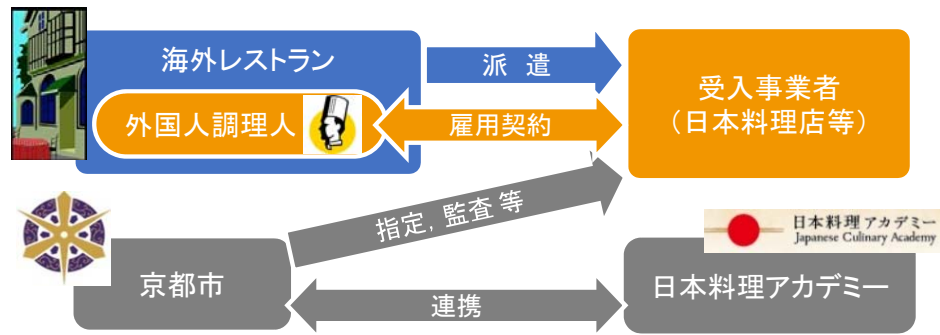 海外レストラン
外国人調理人
派 遣
雇用契約
受入事業者
（日本料理店等）
指定，監査等
京都市
連携
日本料理アカデミー
Japanese Culinary Academy
日本料理アカデミー